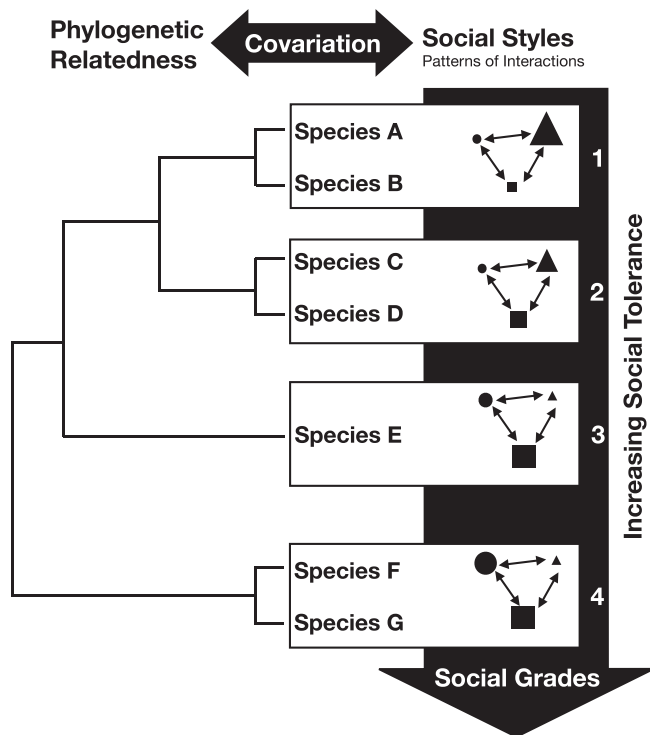 Phylogenetic
Relatedness
Covariation
Social Styles
Patterns of Interactions
Species A
Species B
1
Species C
Species D
2
Species E
3
Species F
Species G
4
Increasing Social Tolerance
Social Grades